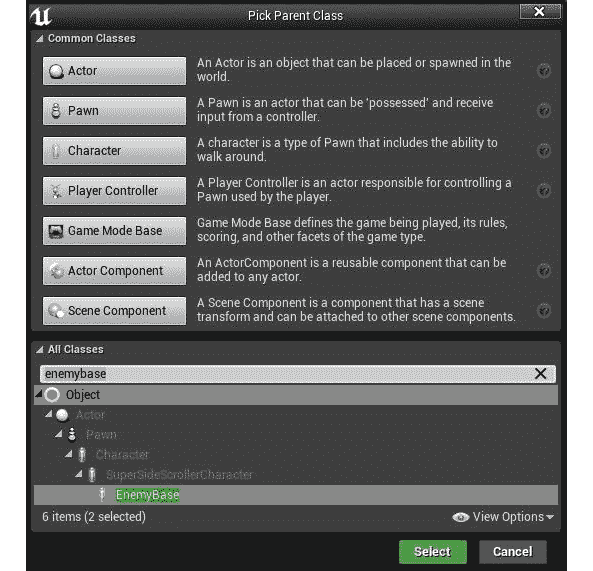 Pick Parent Class
Common Classes
Actor
An Actor is an object that can be placed or spawned in the
world.
Pawn
A Pawn is an actor that can be 'possessed' and receive
input from a controller.
Character
A character is a type of Pawn that includes the ability to
walk around.
Player Controller
A Player Controller is an actor responsible for controlling a
Pawn used by the player.
Game Mode Base
Game Mode Base defines the game being played, its rules,
scoring, and other facets of the game type.
Actor Component
An ActorComponent is a reusable component that can be
added to any actor.
Scene Component
A Scene Component is a component that has a scene
transform and can be attached to other scene components.
All Classes
enemybase
Object
Actor
Pawn
Character
SuperSideScrollerCharacter
EnemyBase
6 items (2 selected)
View Options
Select
Cancel